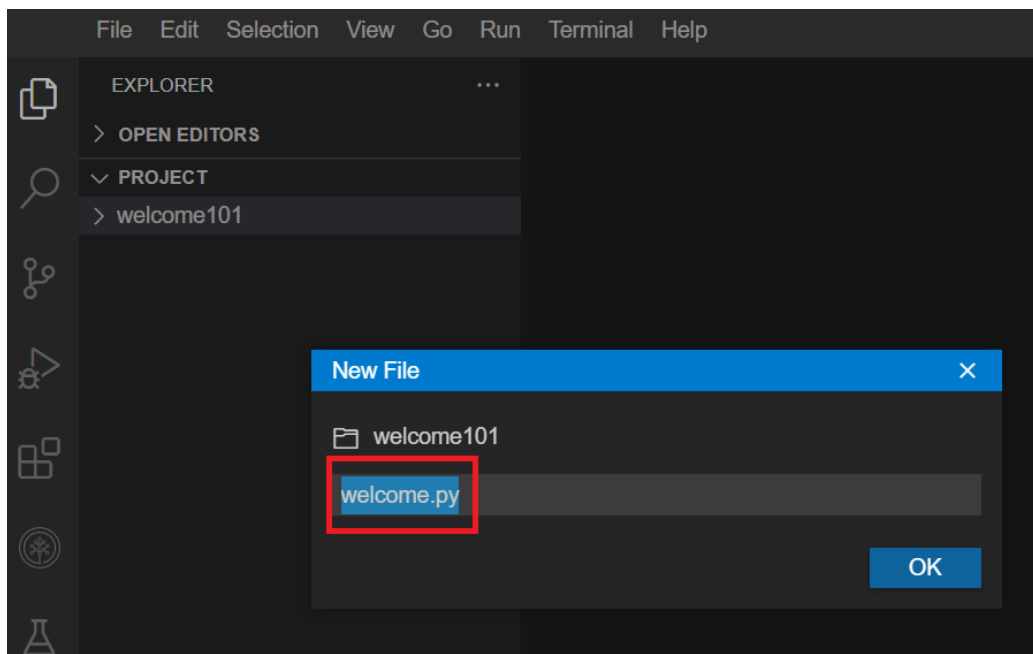 File Edit Selection View Go Run Terminal Help
EXPLORER
OPEN EDITORS
PROJECT
welcome101
New File
welcome101
welcome.py
OK